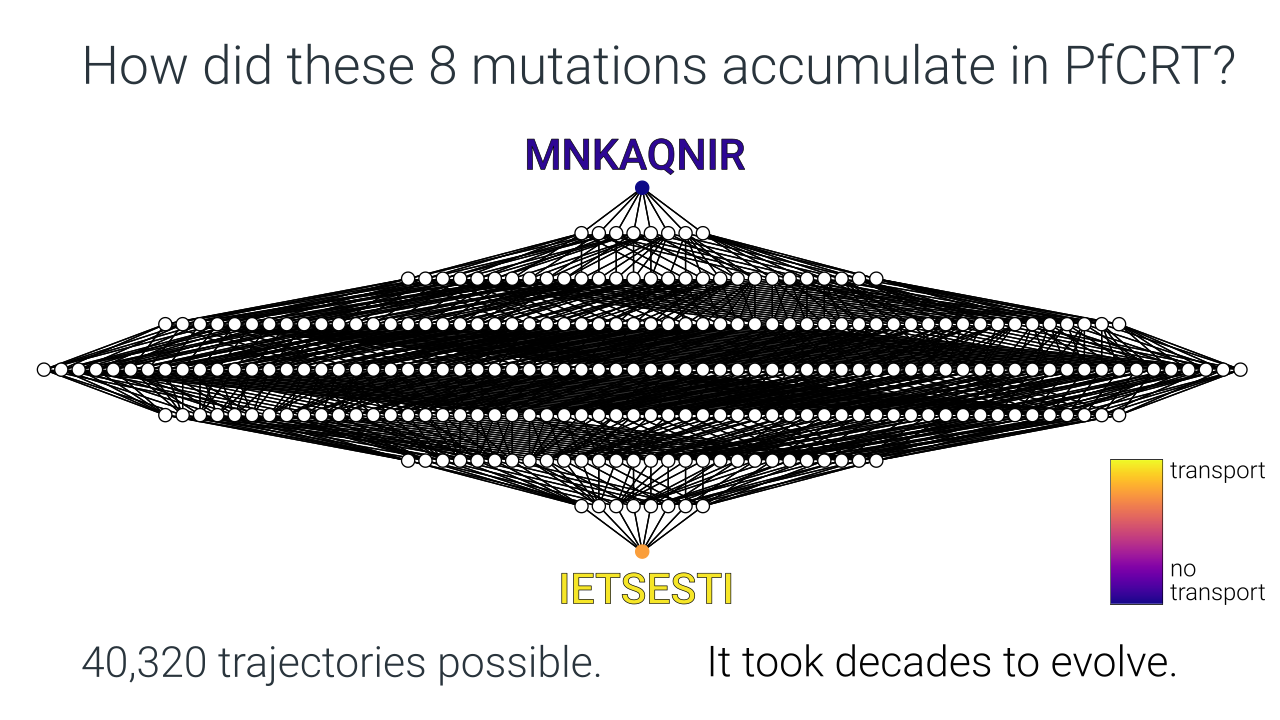 How did these 8 mutations accumulate in PfCRT?
MNKAQNIR
transport
no
transport
IETSESTI
40,320 trajectories possible.
It took decades to evolve.